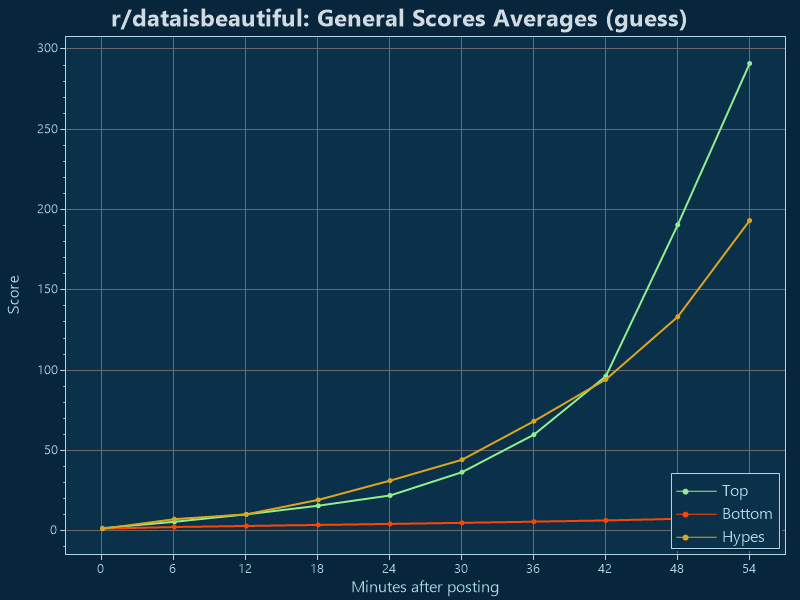 r/dataisbeautiful: General Scores Averages (guess)
300
250
200
150
100
50
0
Score
0 6 12 18 24 30 36 42 48 54
Minutes after posting
Top
Bottom
Hypes